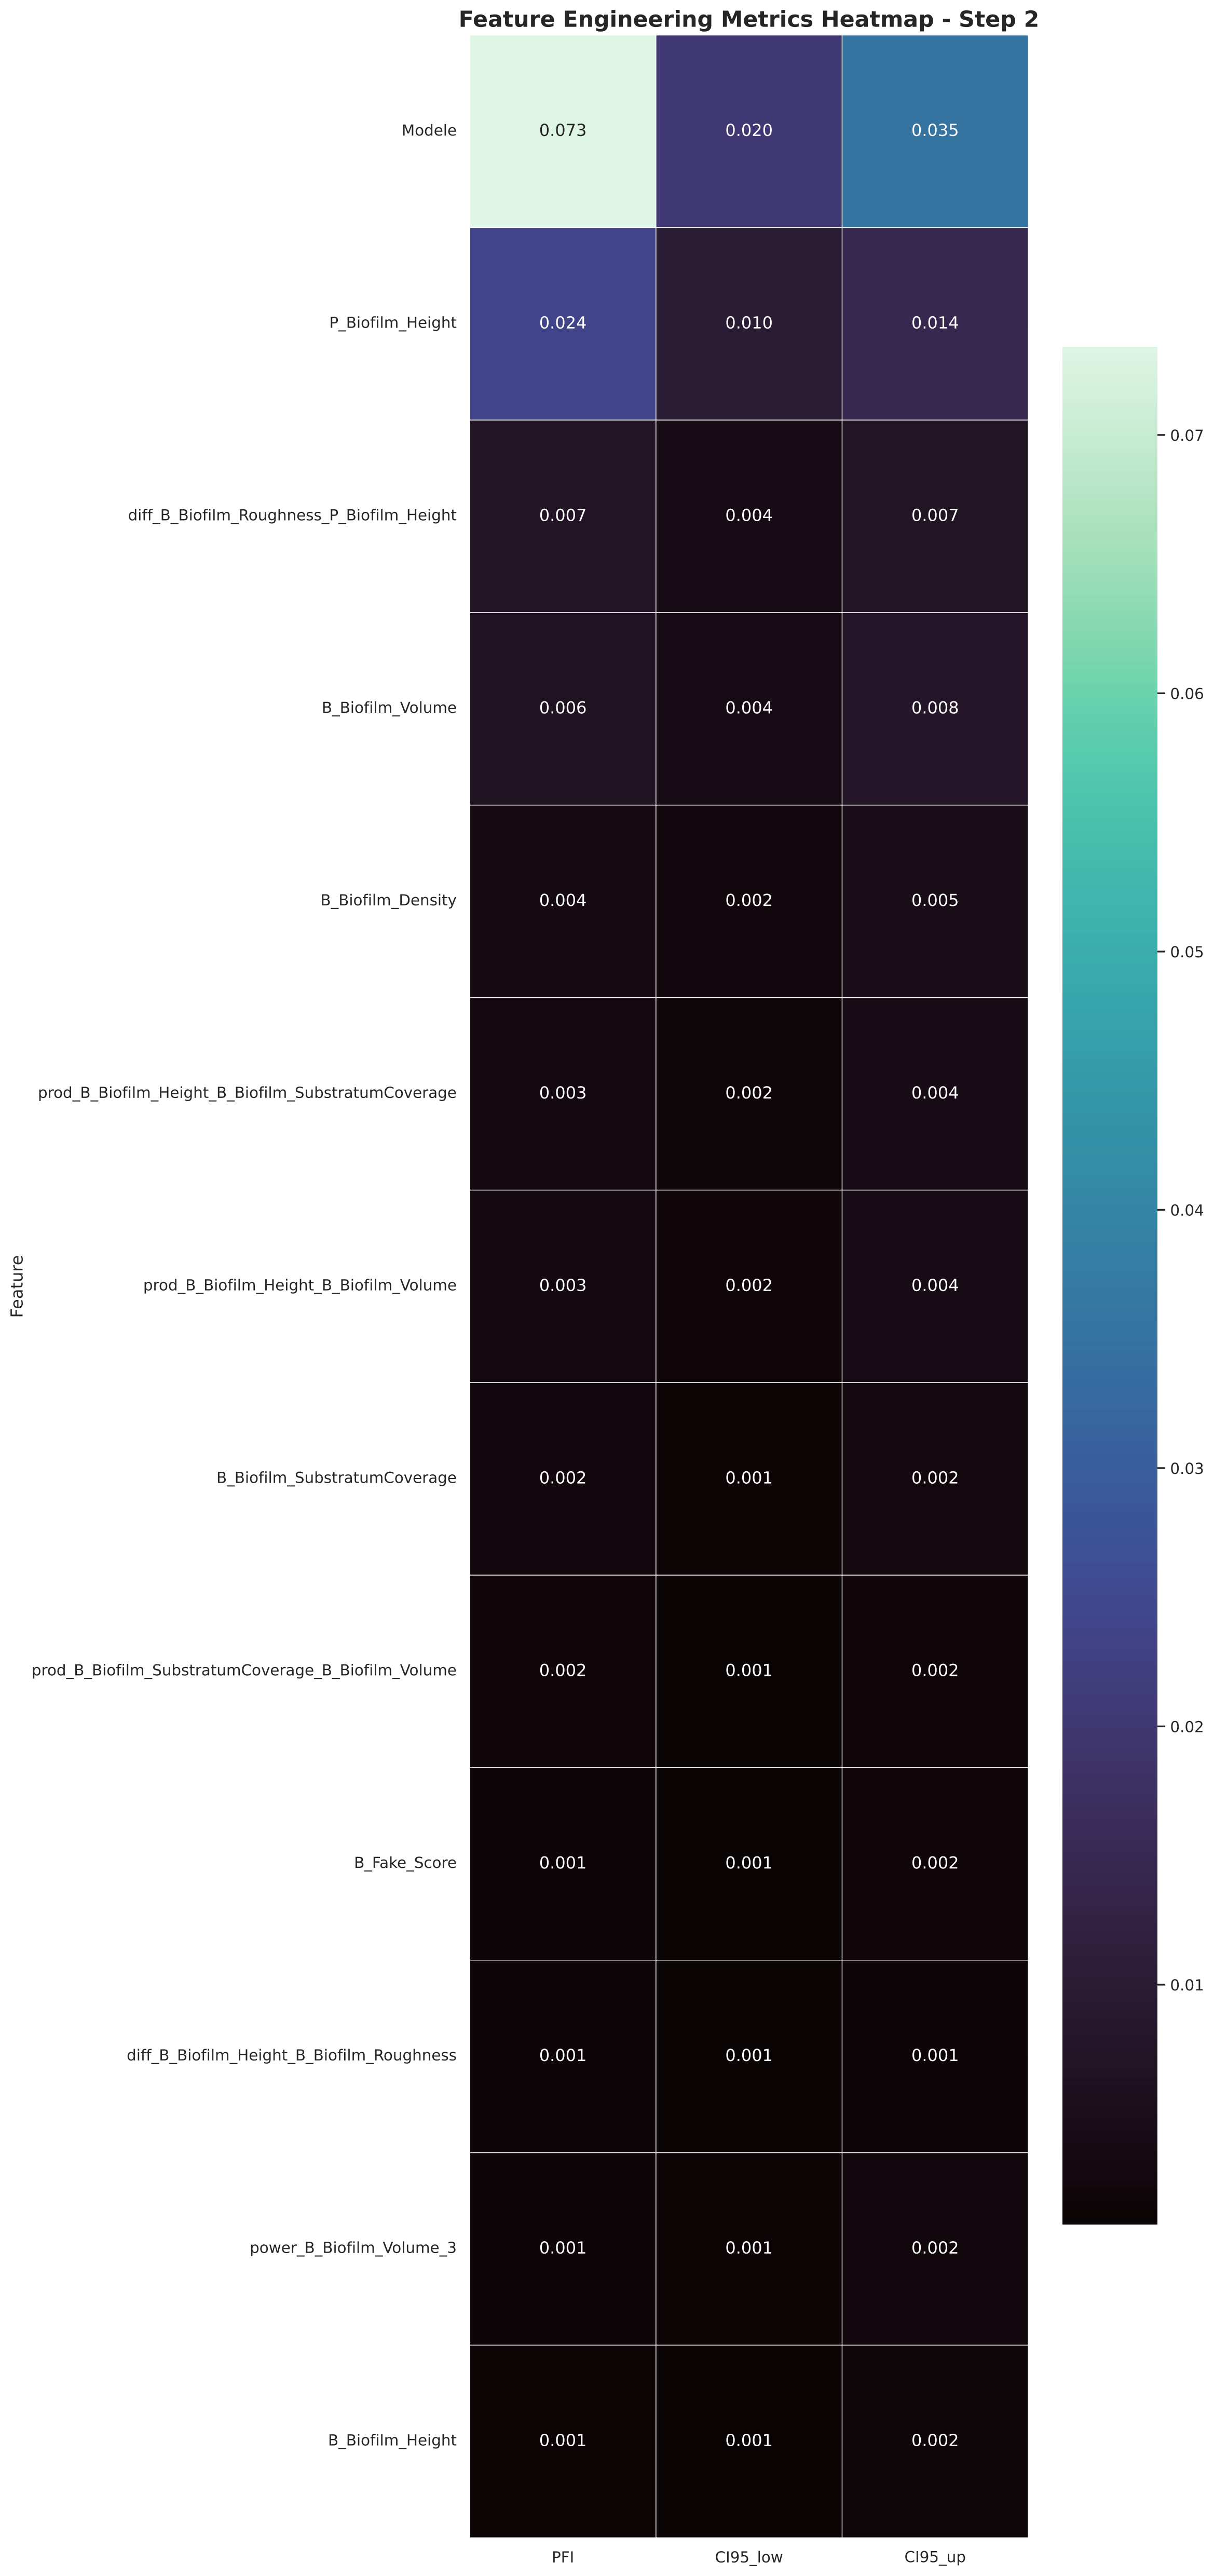 Feature Engineering Metrics Heatmap - Step 2
Modele 0.073 0.020 0.035
P_Biofilm_Height 0.024 0.010 0.014
diff_B_Biofilm_Roughness_P_Biofilm_Height 0.007 0.004 0.007
B_Biofilm_Volume 0.006 0.004 0.008
B_Biofilm_Density 0.004 0.002 0.005
prod_B_Biofilm_Height_B_Biofilm_SubstratumCoverage 0.003 0.002 0.004
prod_B_Biofilm_Height_B_Biofilm_Volume 0.003 0.002 0.004
B_Biofilm_SubstratumCoverage 0.002 0.001 0.002
prod_B_Biofilm_SubstratumCoverage_B_Biofilm_Volume 0.002 0.001 0.002
B_Fake_Score 0.001 0.001 0.002
diff_B_Biofilm_Height_B_Biofilm_Roughness 0.001 0.001 0.001
power_B_Biofilm_Volume_3 0.001 0.001 0.002
B_Biofilm_Height 0.001 0.001 0.002
PFI CI95_low CI95_up
Feature
0.07
0.06
0.05
0.04
0.03
0.02
0.01